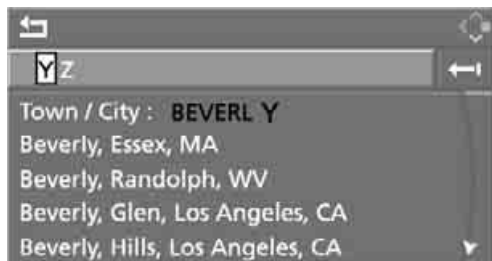 YZ
Town / City : BEVERL Y
Beverly, Essex, MA
Beverly, Randolph, WV
Beverly, Glen, Los Angeles, CA
Beverly, Hills, Los Angeles, CA